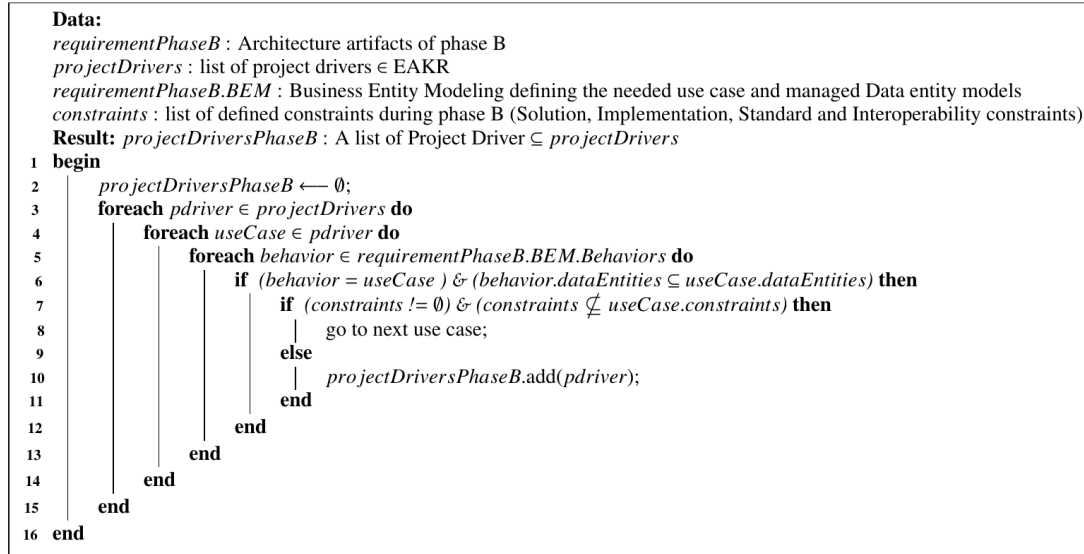 Data:
requirementPhaseB : Architecture artifacts of phase B
projectDrivers : list of project drivers ∈ EAKR
requirementPhaseB.BEM : Business Entity Modeling defining the needed use case and managed Data entity models
constraints : list of defined constraints during phase B (Solution, Implementation, Standard and Interoperability constraints)
Result: projectDriversPhaseB : A list of Project Driver ⊆ projectDrivers
1 begin
2 projectDriversPhaseB ⟵ ∅;
3 foreach pdriver ∈ projectDrivers do
4 foreach useCase ∈ pdriver do
5 foreach behavior ∈ requirementPhaseB.BEM.Behaviors do
6 if (behavior = useCase ) & (behavior.dataEntities ⊆ useCase.dataEntities) then
7 if (constraints != ∅) & (constraints ⊈ useCase.constraints) then
8 go to next use case;
9 else
10 projectDriversPhaseB.add(pdriver);
11 end
12 end
13 end
14 end
15 end
16 end